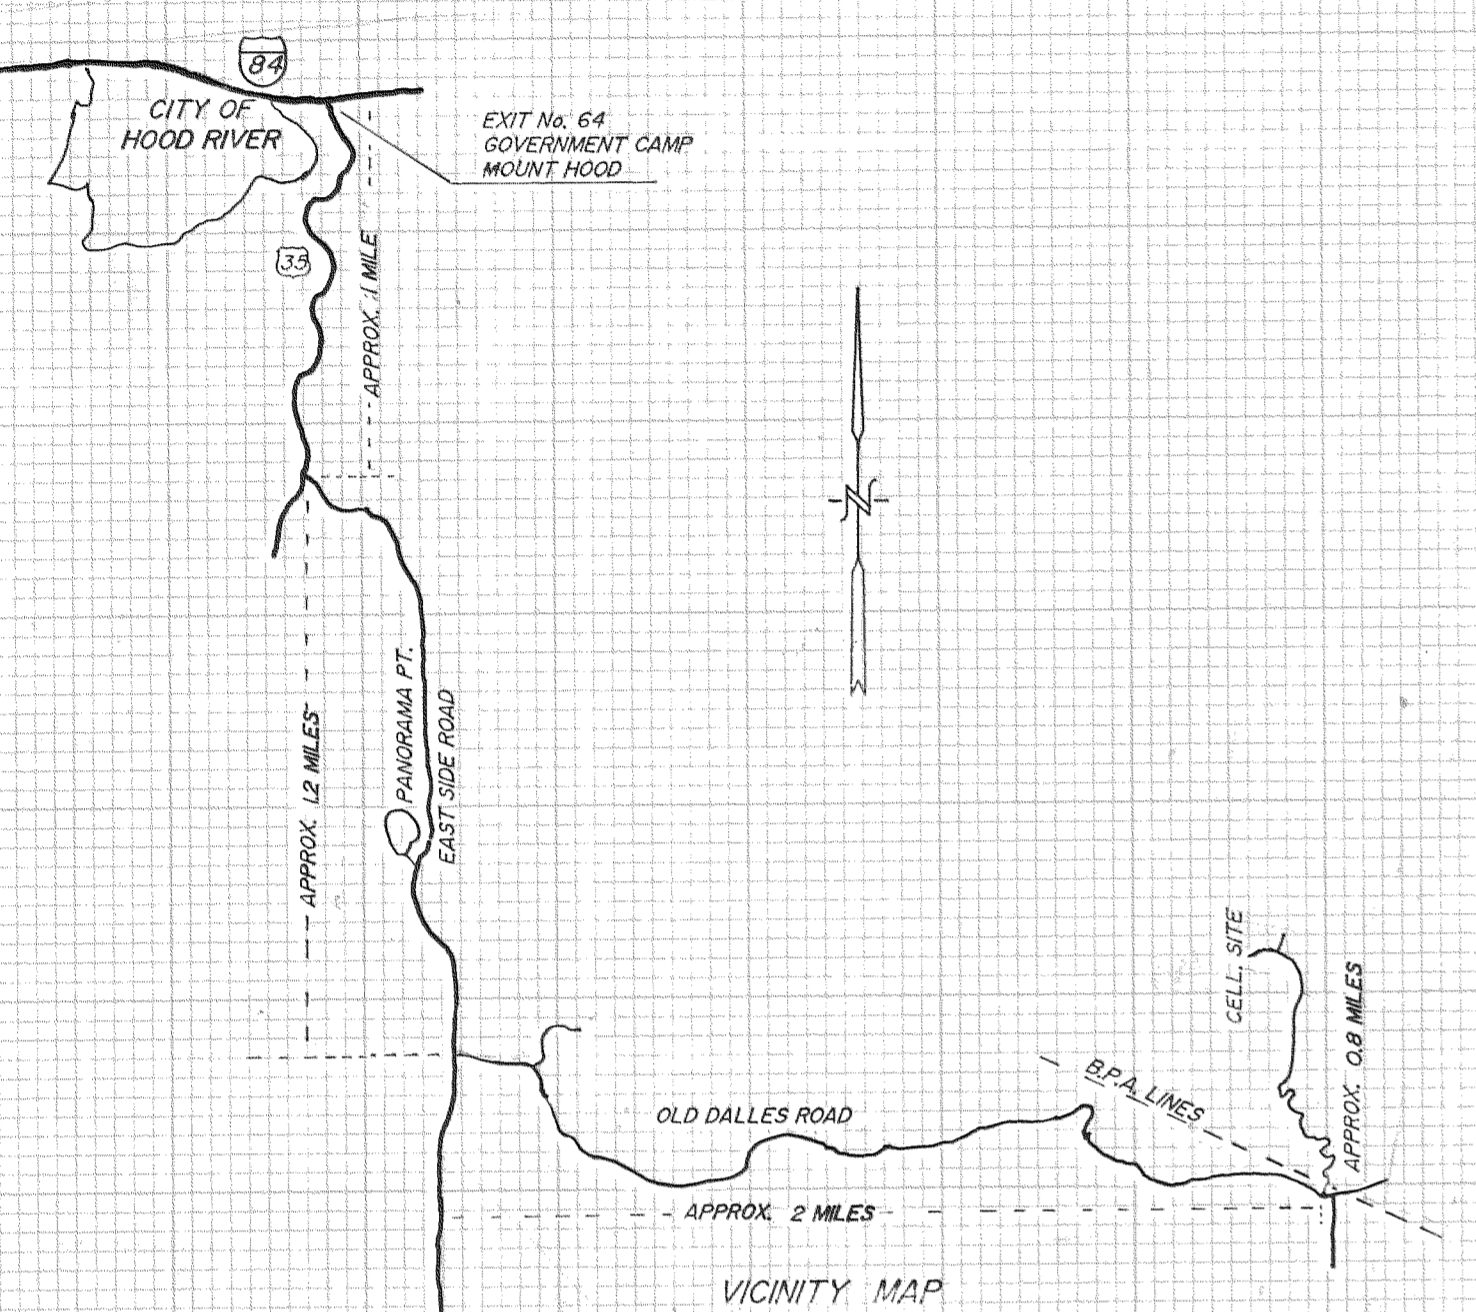 84
CITY OF
HOOD RIVER
EXIT No. 64
GOVERNMENT CAMP
MOUNT HOOD
35
APPROX. .1 MILE
N
APPROX. 1.2 MILES
PANORAMA PT.
EAST SIDE ROAD
CELL. SITE
APPROX. 0.8 MILES
B.P.A. LINES
OLD DALLES ROAD
APPROX. 2 MILES
VICINITY MAP